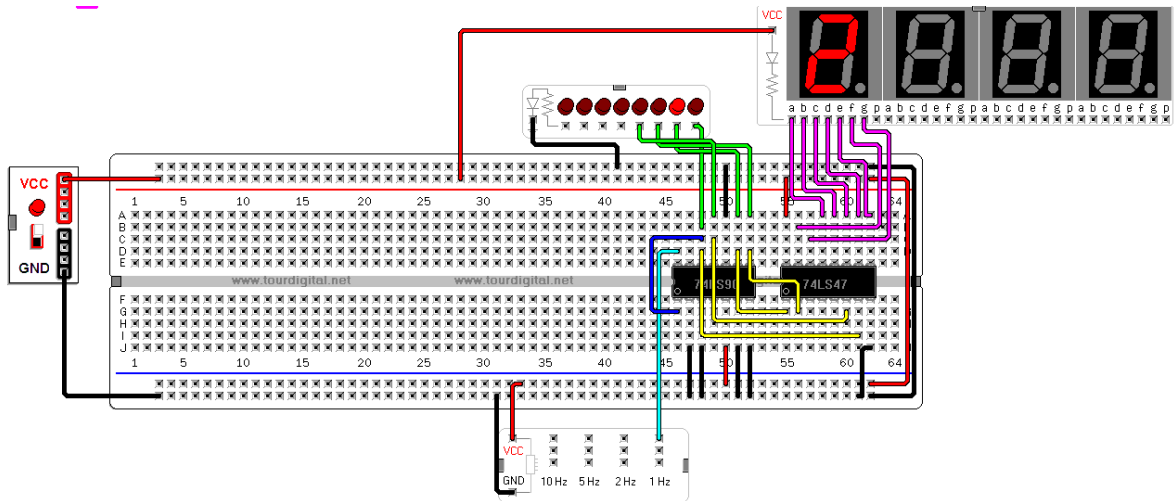 VCC
a b c d e f g p a b c d e f g p a b c d e f g p a b c d e f g p
VCC
GND
1 5 10 15 20 25 30 35 40 45 50 55 60 64
A
B
C
D
E
www.tourdigital.net www.tourdigital.net
74LS90 74LS47
F
G
H
I
J
1 5 10 15 20 25 30 35 40 45 50 55 60 64
VCC
GND 10 Hz 5 Hz 2 Hz 1 Hz